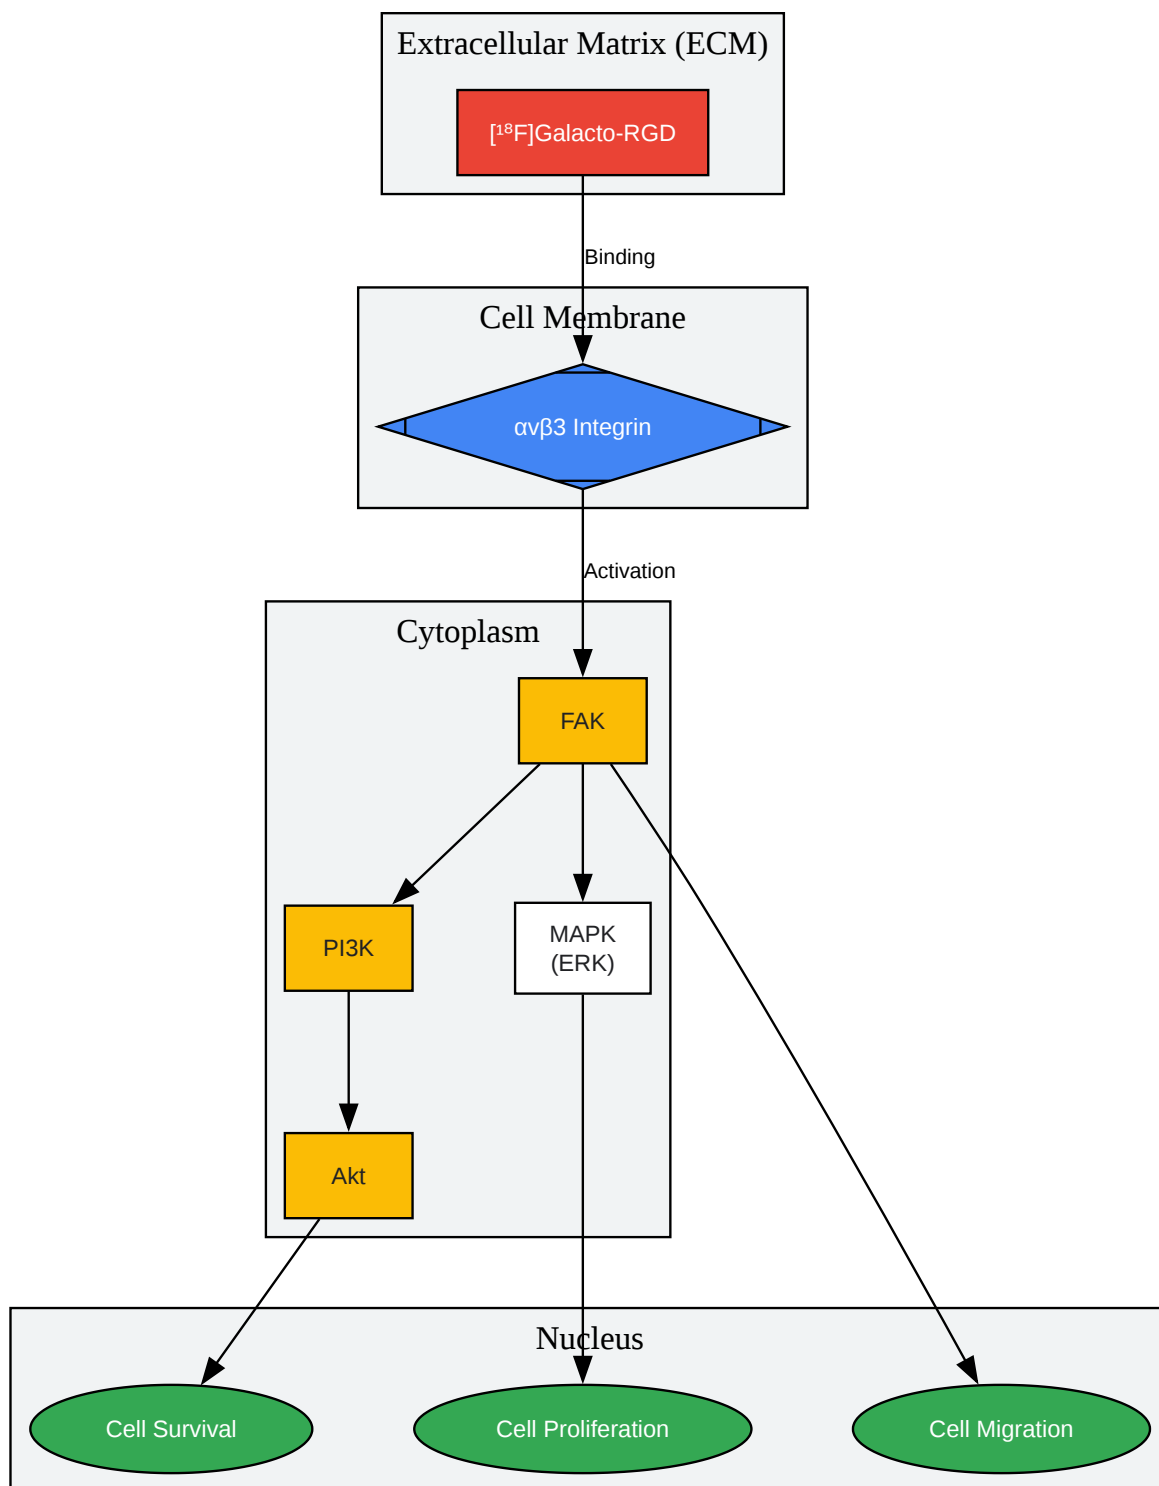 Extracellular Matrix (ECM)
[¹⁸F]Galacto-RGD
Binding
Cell Membrane
αvβ3 Integrin
Activation
Cytoplasm
FAK
PI3K
MAPK
(ERK)
Akt
Nucleus
Cell Survival
Cell Proliferation
Cell Migration